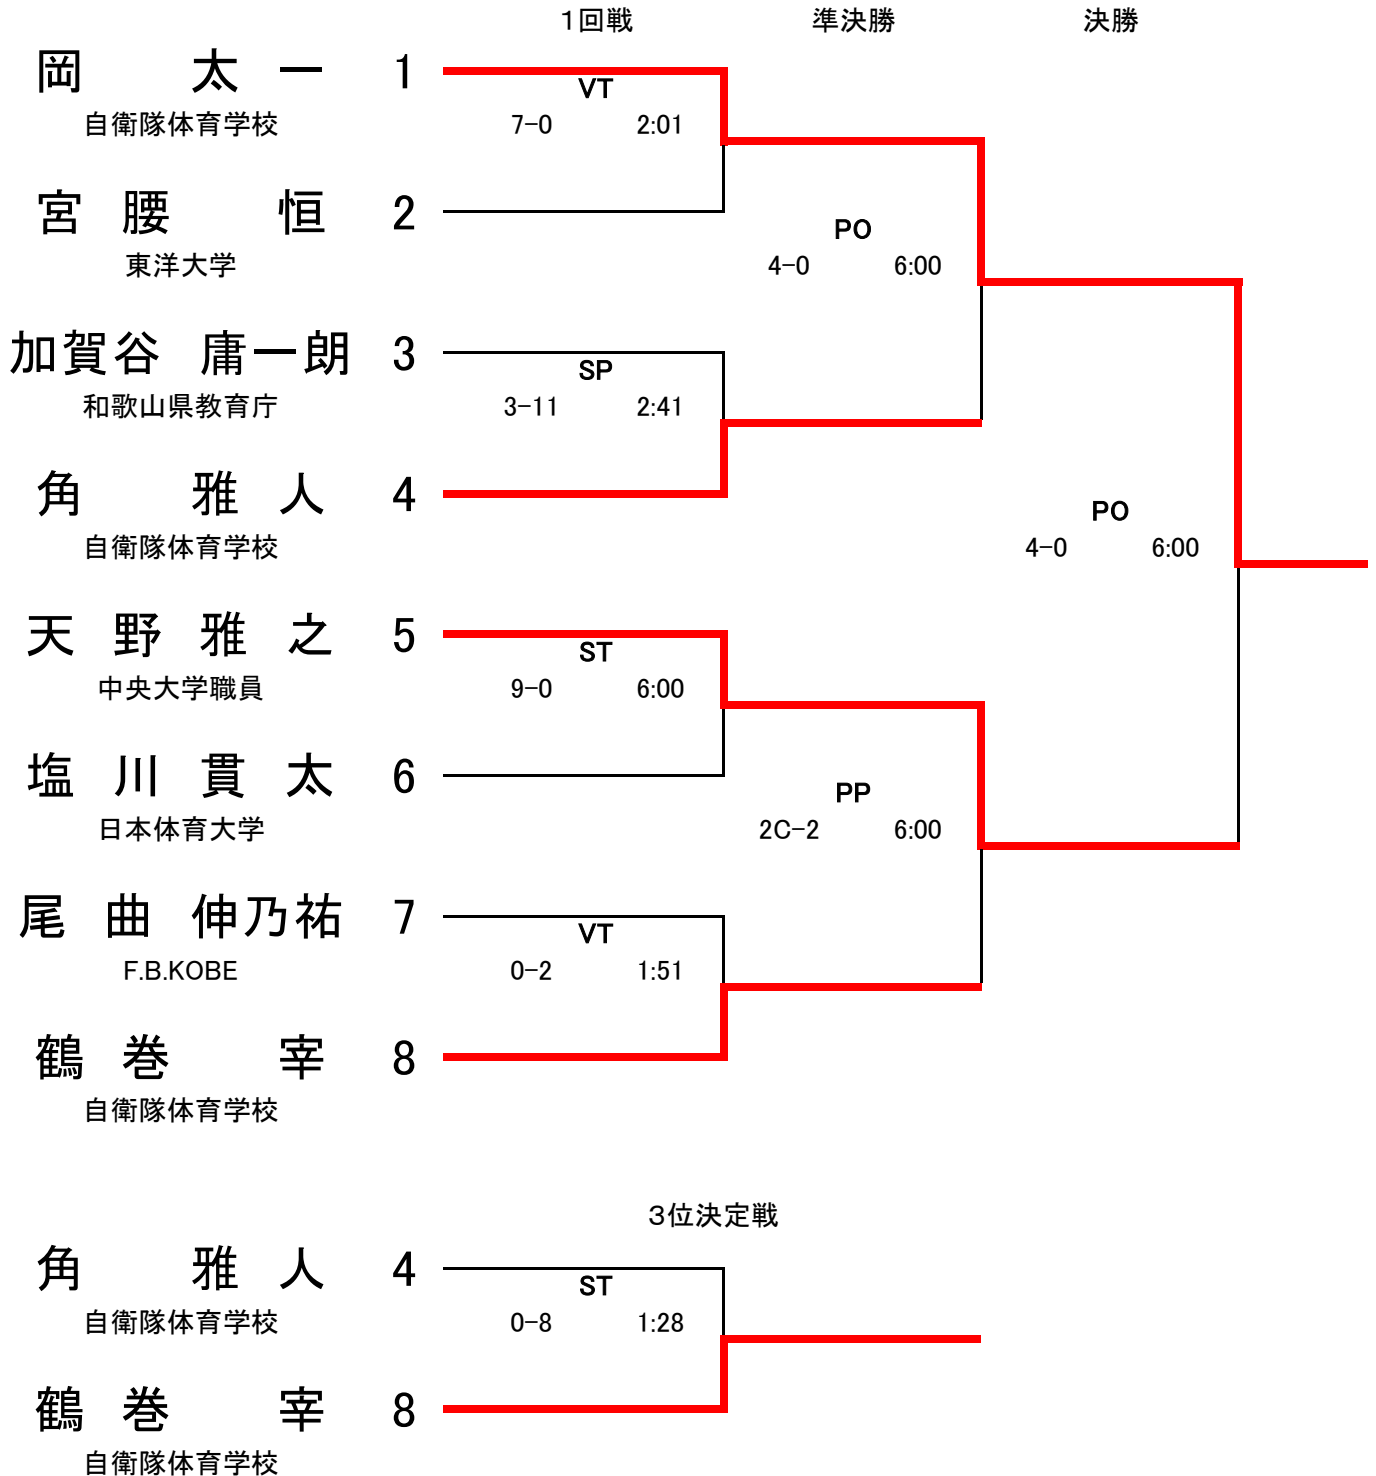 １回戦 準決勝 決勝
岡 太 一 1
VT
自衛隊体育学校
7-0 2:01
宮 腰 恒 2
東洋大学
PO
4-0 6:00
加賀谷 庸一朗 3
SP
和歌山県教育庁
3-11 2:41
角 雅 人 4
自衛隊体育学校
PO
4-0 6:00
天 野 雅 之 5
ST
中央大学職員
9-0 6:00
塩 川 貫 太 6
日本体育大学
PP
2C-2 6:00
尾 曲 伸乃祐 7
VT
F.B.KOBE
0-2 1:51
鶴 巻 宰 8
自衛隊体育学校
３位決定戦
角 雅 人 4
ST
自衛隊体育学校
0-8 1:28
鶴 巻 宰 8
自衛隊体育学校